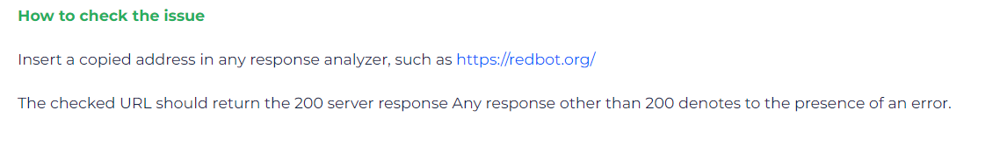 How to check the issue
Insert a copied address in any response analyzer, such as https://redbot.org/
The checked URL should return the 200 server response Any response other than 200 denotes to the presence of an error.